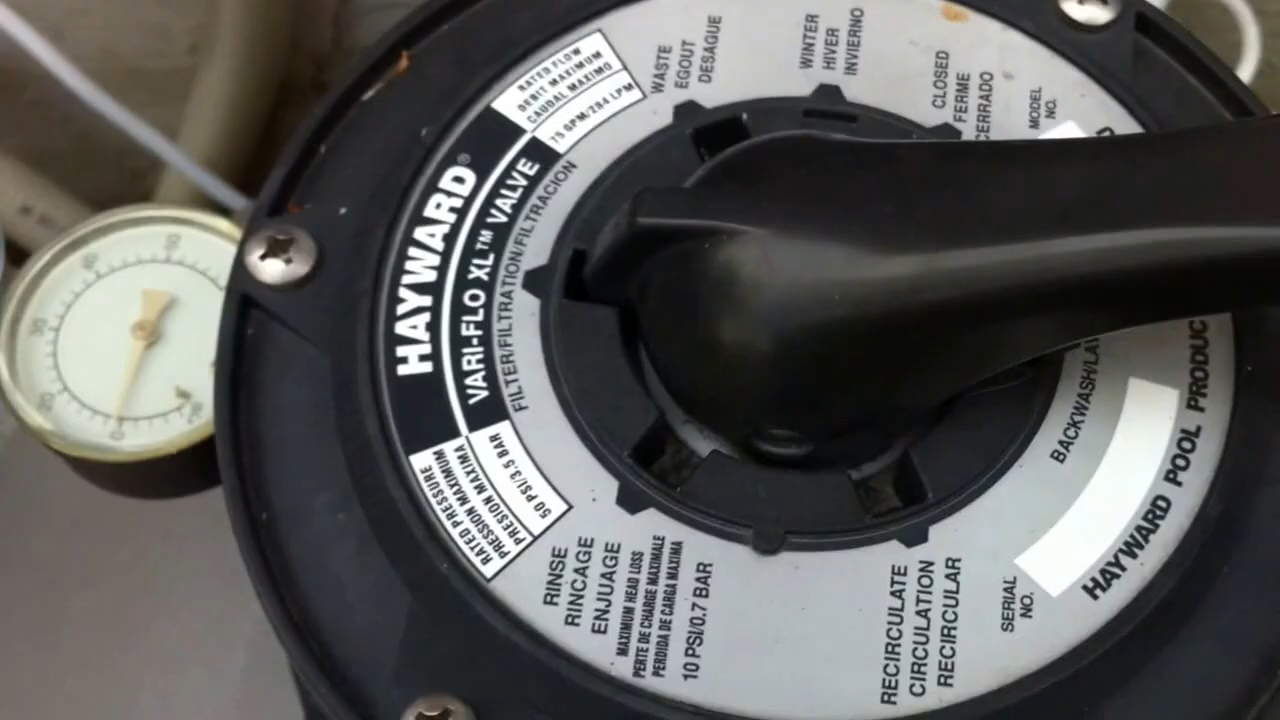 RATED FLOW
DEBIT MAXIMUM
CAUDAL MAXIMO
75 GPM/284 LPM
HAYWARD®
VARI-FLO XL™ VALVE
FILTER/FILTRATION/FILTRACION
RATED PRESSURE
PRESSION MAXIMUM
PRESION MAXIMA
50 PSI/3.5 BAR
WASTE
EGOUT
DESAGUE
WINTER
HIVER
INVIERNO
CLOSED
FERME
CERRADO
MODEL
NO.
RINSE
RINCAGE
ENJUAGE
MAXIMUM HEAD LOSS
PERTE DE CHARGE MAXIMALE
PERDIDA DE CARGA MAXIMA
10 PSI/0.7 BAR
RECIRCULATE
CIRCULATION
RECIRCULAR
SERIAL
NO.
BACKWASH/LAV
HAYWARD POOL PRODUC